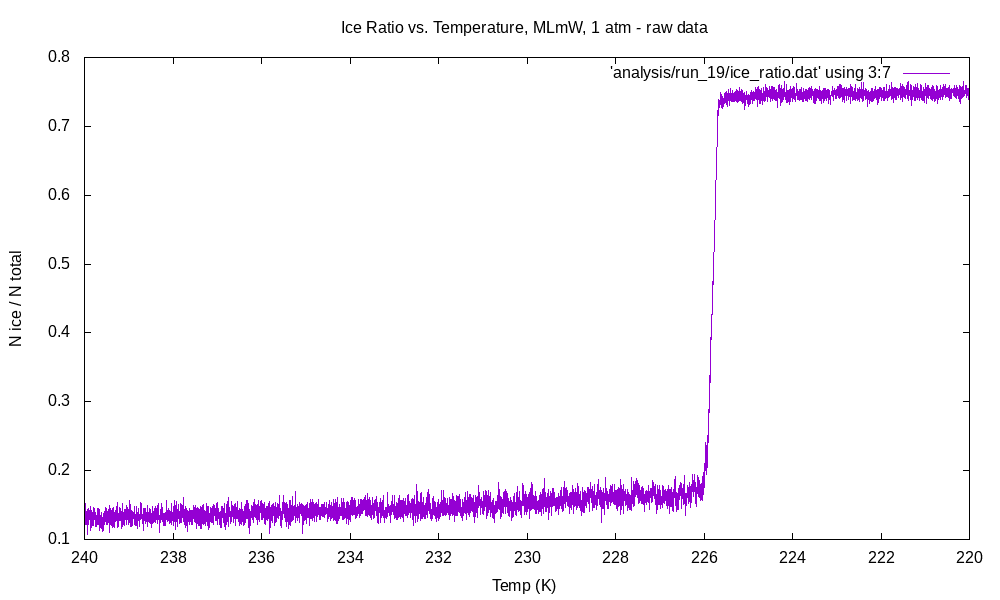 Ice Ratio vs. Temperature, MLmW, 1 atm - raw data
'analysis/run_19/ice_ratio.dat' using 3:7
N ice / N total
0.8
0.7
0.6
0.5
0.4
0.3
0.2
0.1
240 238 236 234 232 230 228 226 224 222 220
Temp (K)